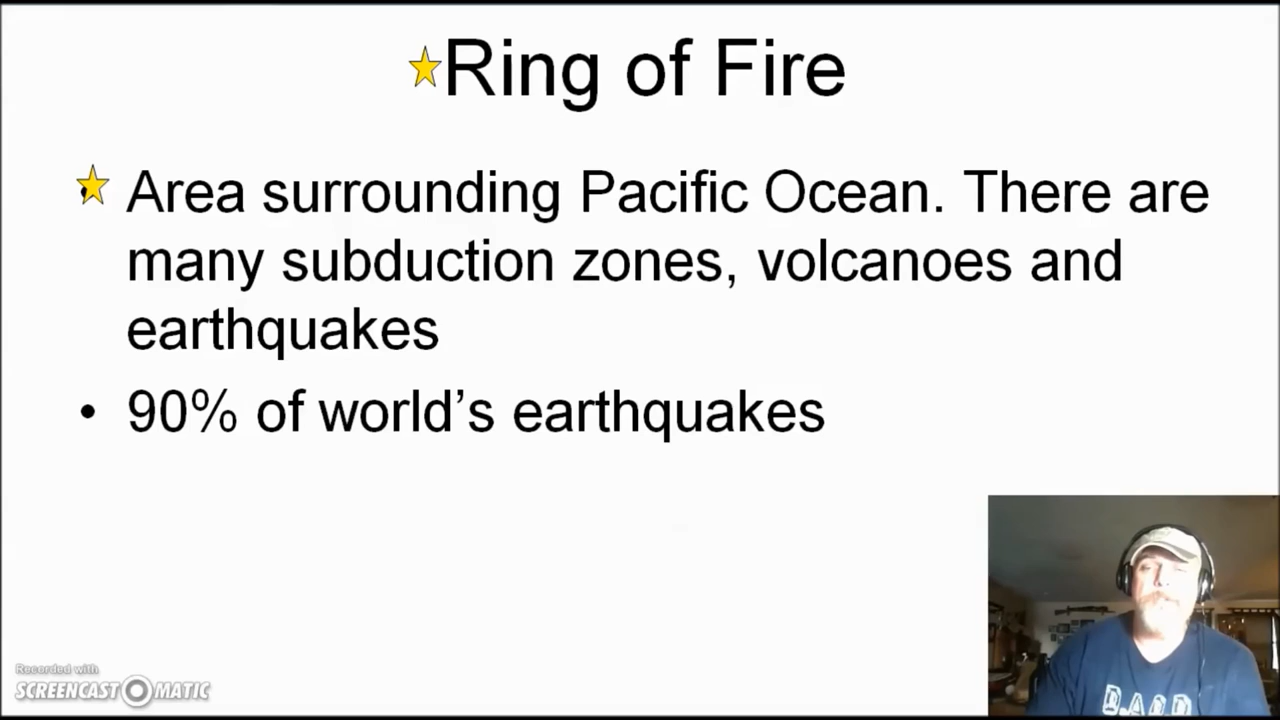 Ring of Fire
Area surrounding Pacific Ocean. There are
many subduction zones, volcanoes and
earthquakes
• 90% of world’s earthquakes
Recorded with
SCREENCAST MATIC